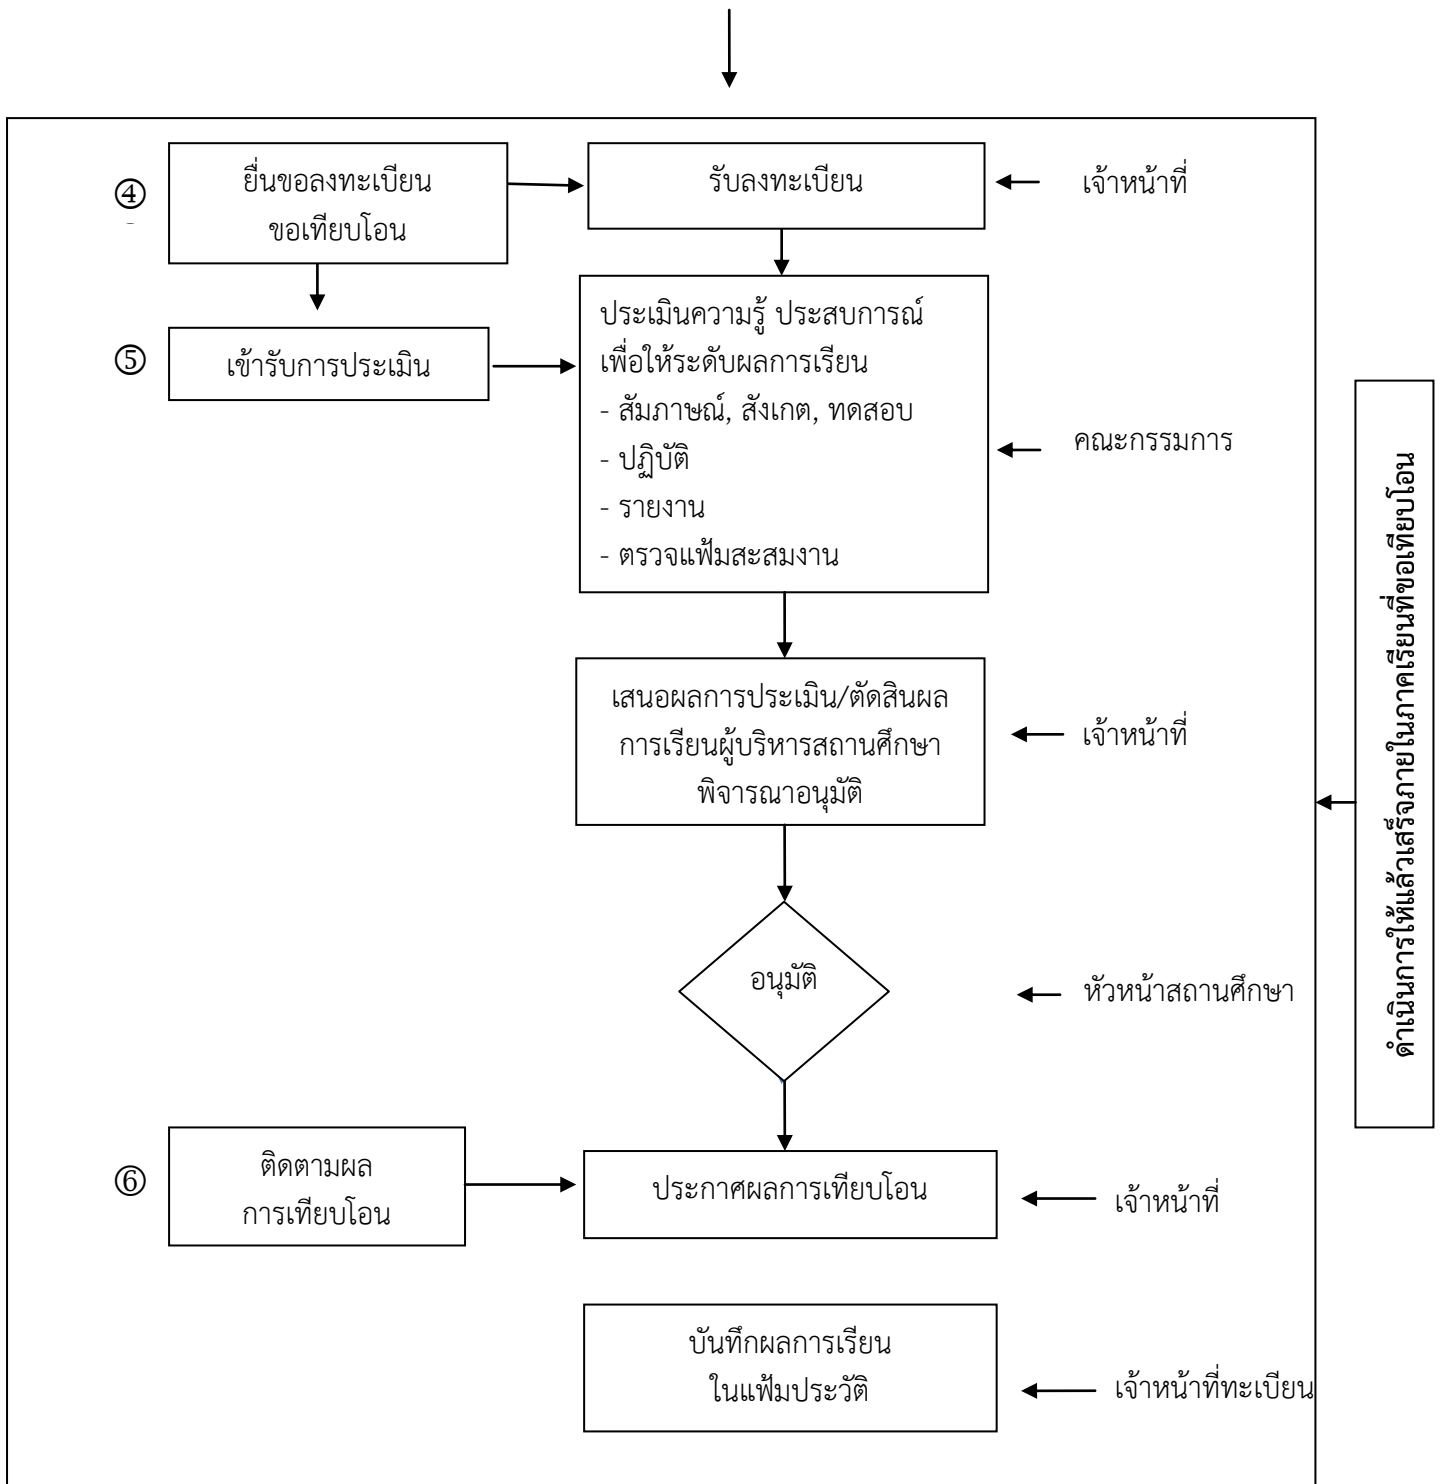 ④
ยื่นขอลงทะเบียน
ขอเทียบโอน
รับลงทะเบียน
เจ้าหน้าที่
⑤
เข้ารับการประเมิน
ประเมินความรู้ ประสบการณ์
เพื่อให้ระดับผลการเรียน
- สัมภาษณ์, สังเกต, ทดสอบ
- ปฏิบัติ
- รายงาน
- ตรวจแฟ้มสะสมงาน
คณะกรรมการ
เสนอผลการประเมิน/ตัดสินผล
การเรียนผู้บริหารสถานศึกษา
พิจารณาอนุมัติ
เจ้าหน้าที่
อนุมัติ
หัวหน้าสถานศึกษา
⑥
ติดตามผล
การเทียบโอน
ประกาศผลการเทียบโอน
เจ้าหน้าที่
บันทึกผลการเรียน
ในแฟ้มประวัติ
เจ้าหน้าที่ทะเบียน
ดำเนินการให้แล้วเสร็จภายในภาคเรียนที่ขอเทียบโอน